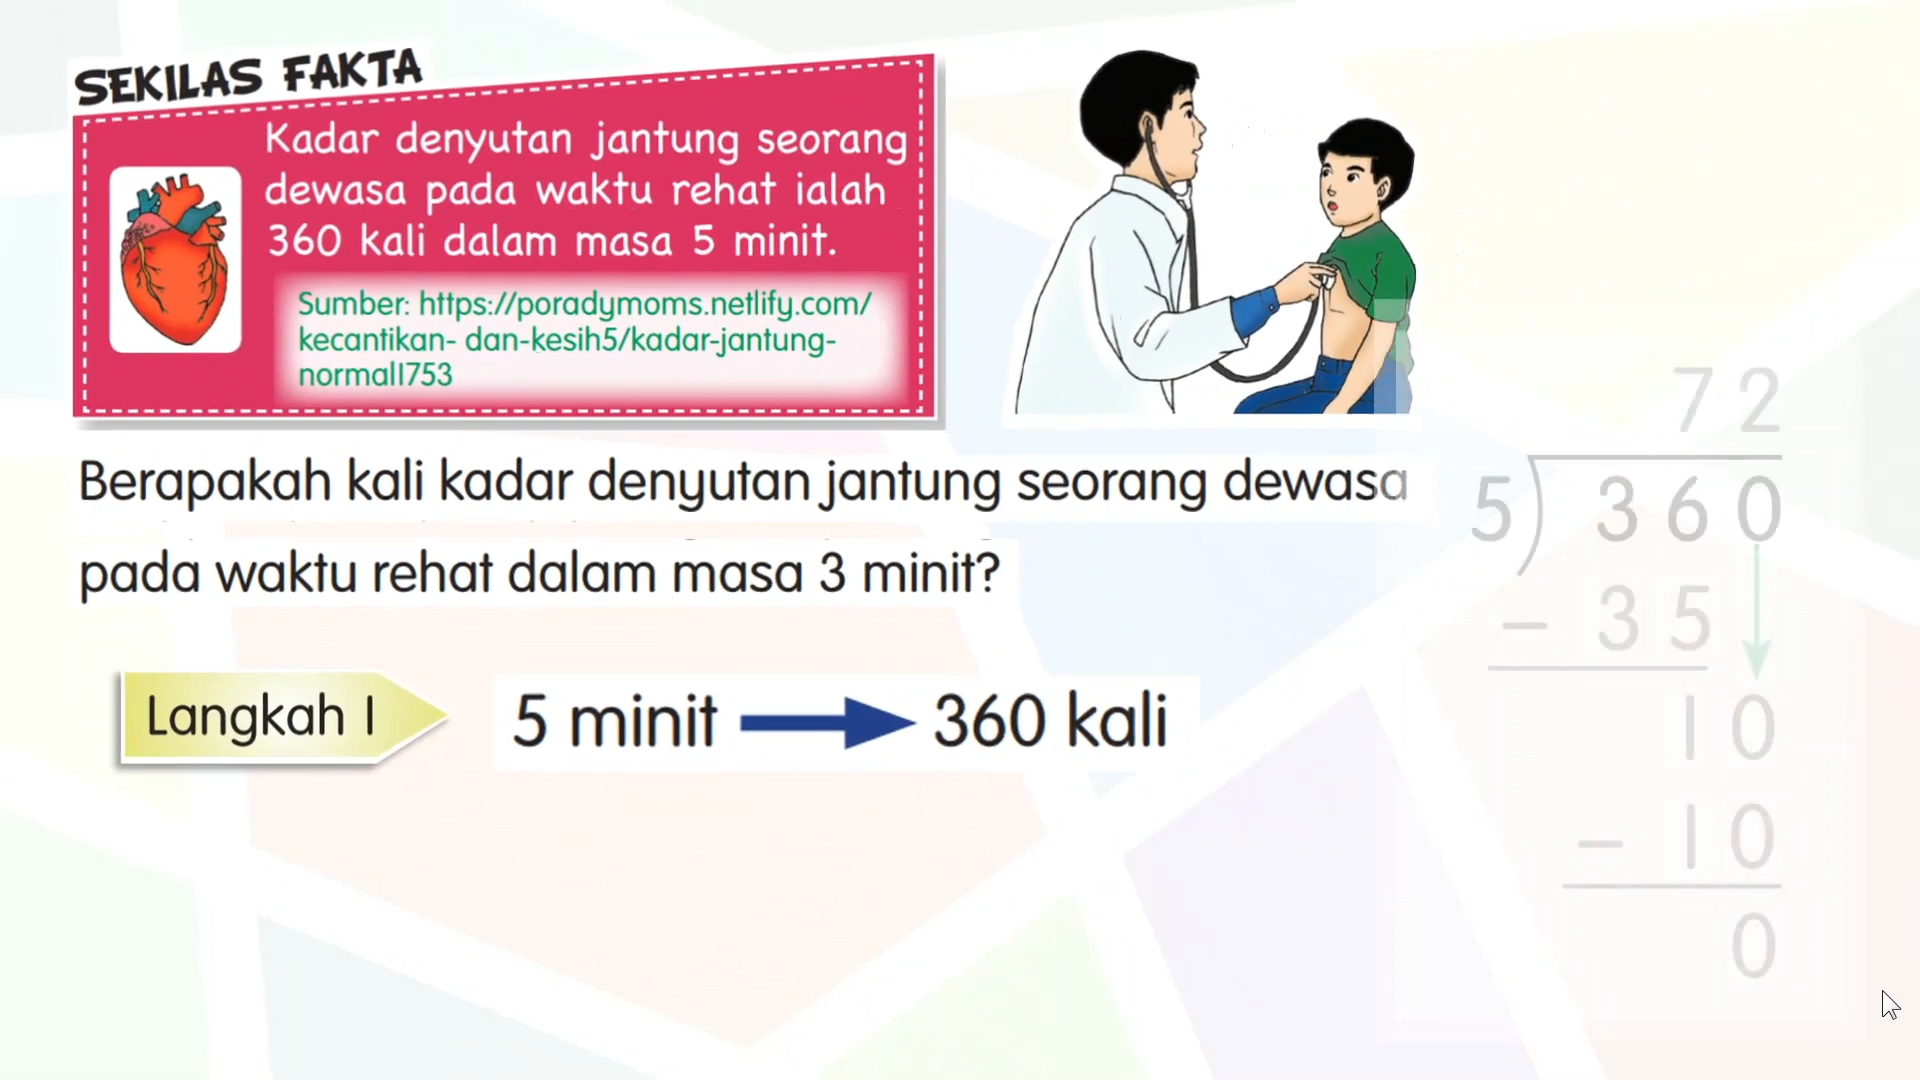 SEKILAS FAKTA
Kadar denyutan jantung seorang
dewasa pada waktu rehat ialah
360 kali dalam masa 5 minit.
Sumber: https://poradymoms.netlify.com/
kecantikan- dan-kesih5/kadar-jantung-
normal1753
Berapakah kali kadar denyutan jantung seorang dewasa
pada waktu rehat dalam masa 3 minit?
Langkah 1
5 minit → 360 kali
72
5) 360
– 35
10
– 10
0